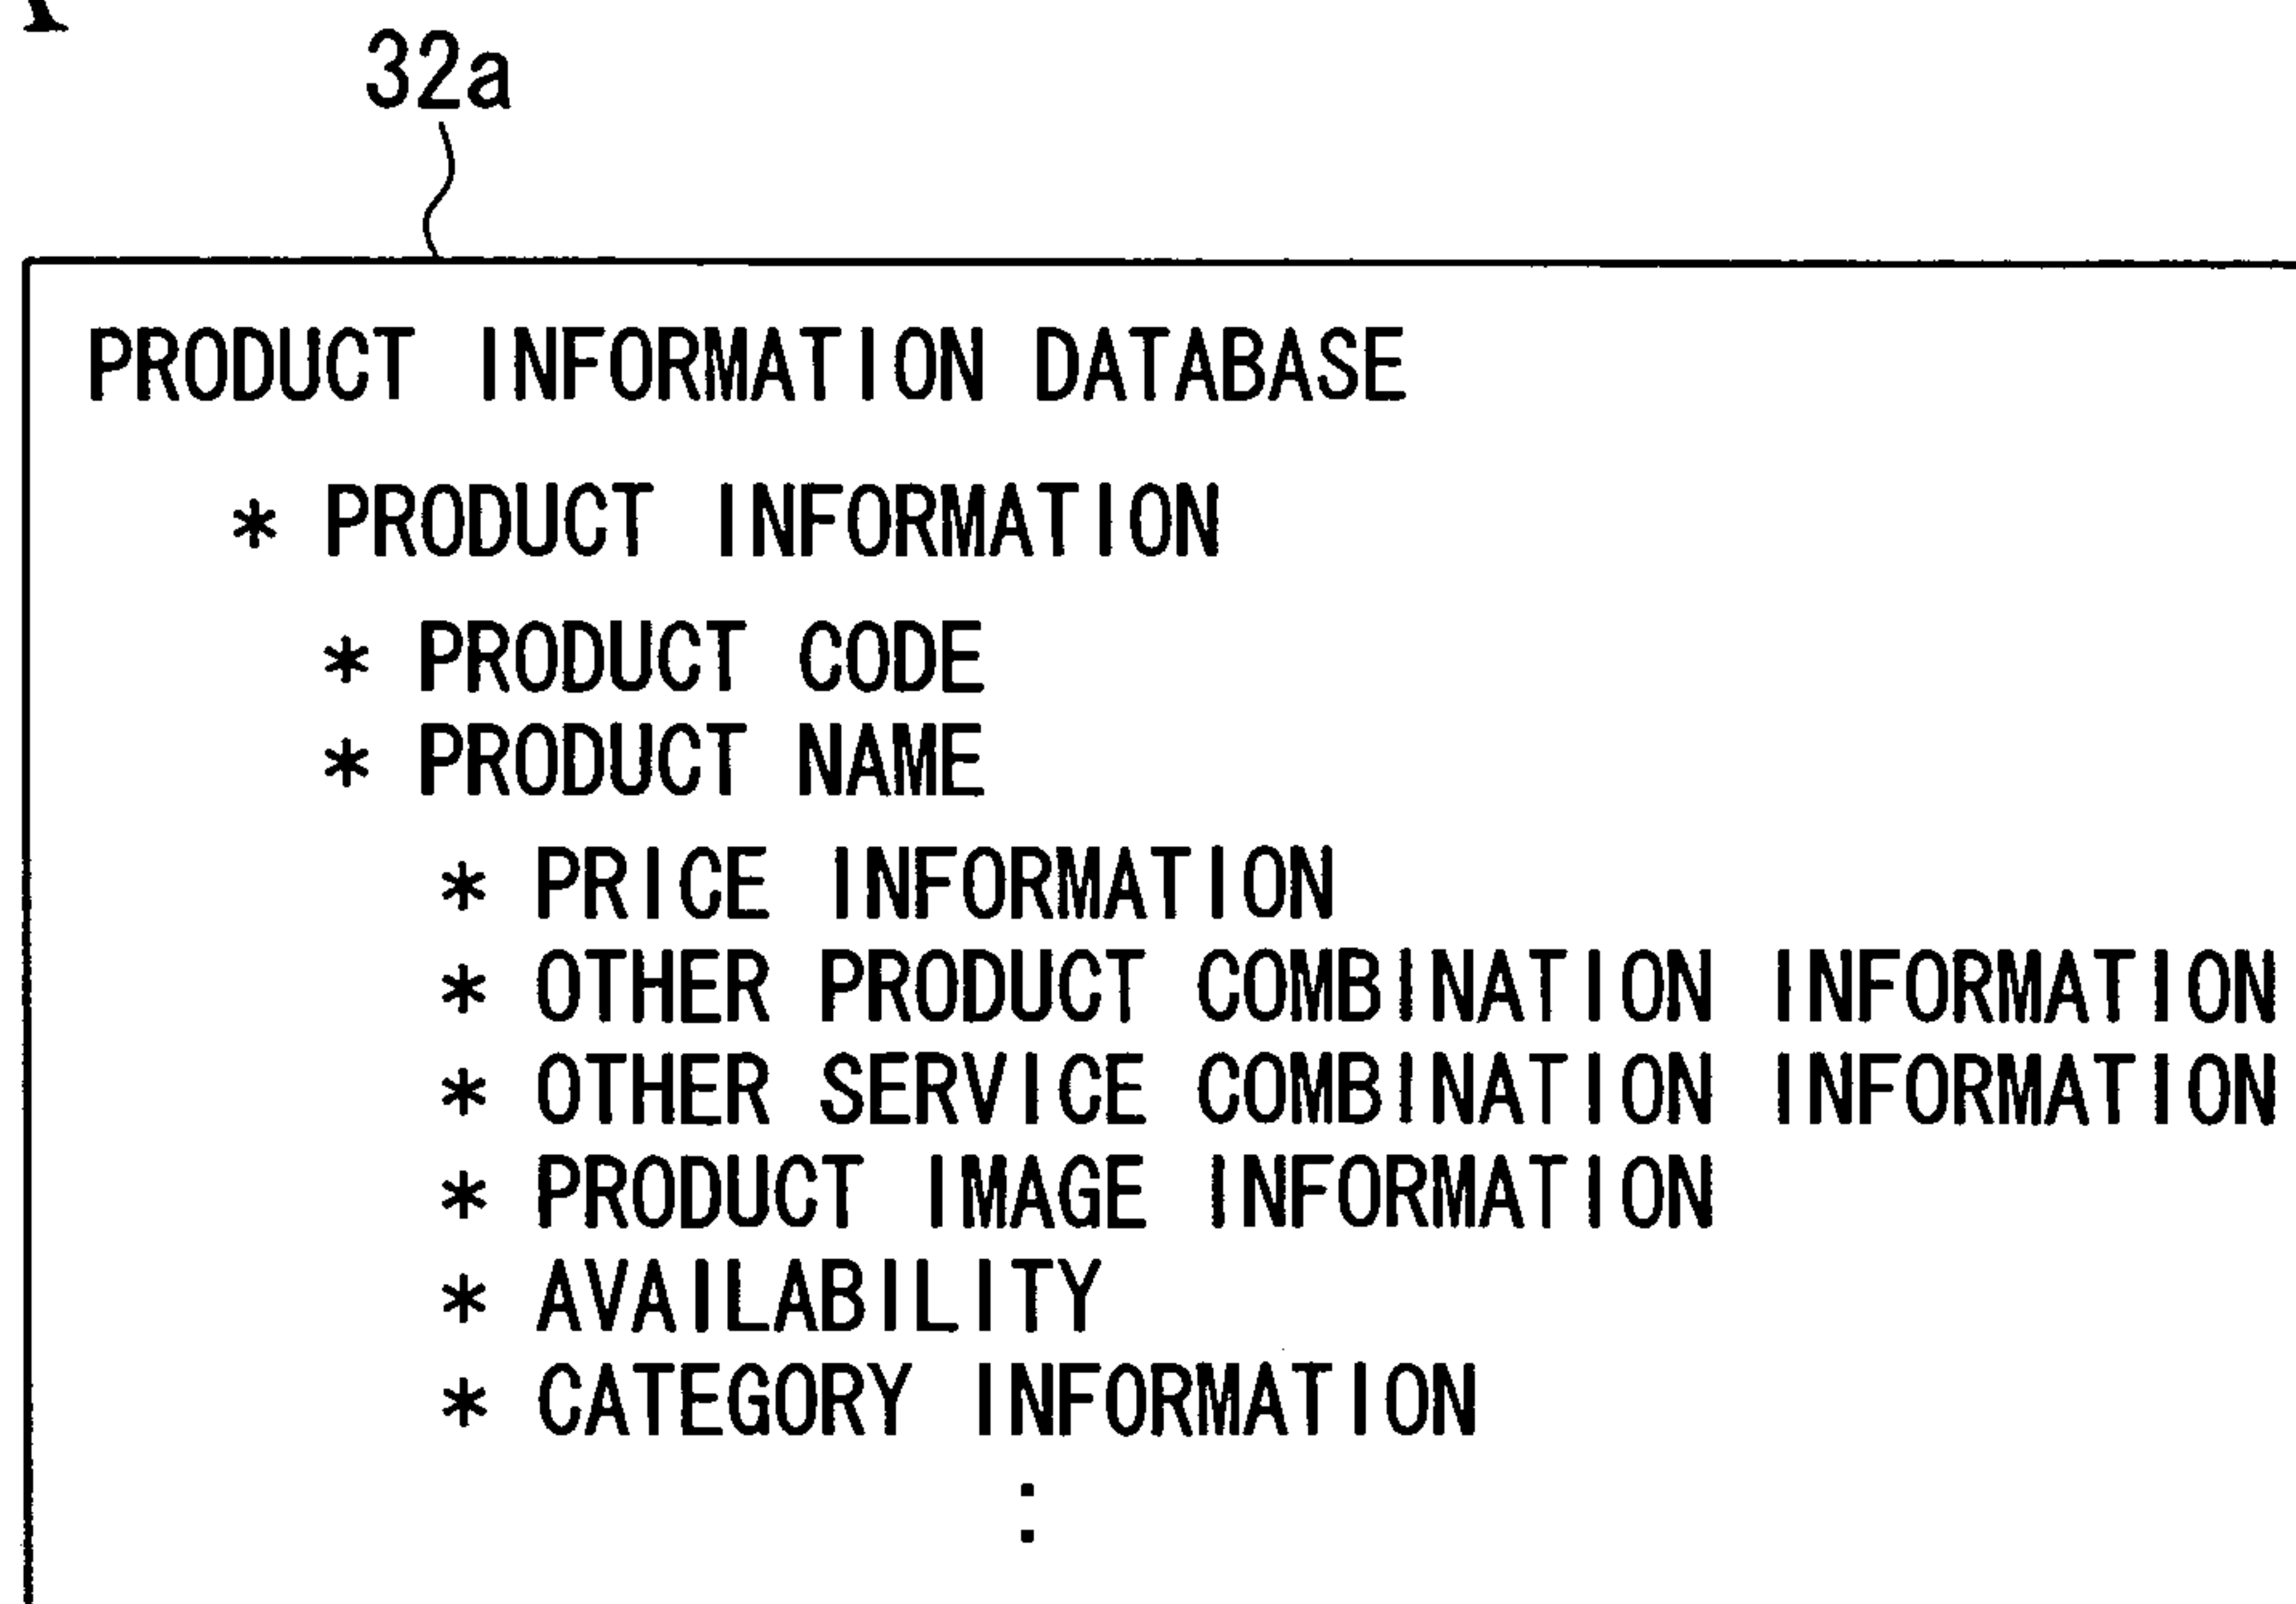 32a
PRODUCT INFORMATION DATABASE
* PRODUCT INFORMATION
* PRODUCT CODE
* PRODUCT NAME
* PRICE INFORMATION
* OTHER PRODUCT COMBINATION INFORMATION
* OTHER SERVICE COMBINATION INFORMATION
* PRODUCT IMAGE INFORMATION
* AVAILABILITY
* CATEGORY INFORMATION
: